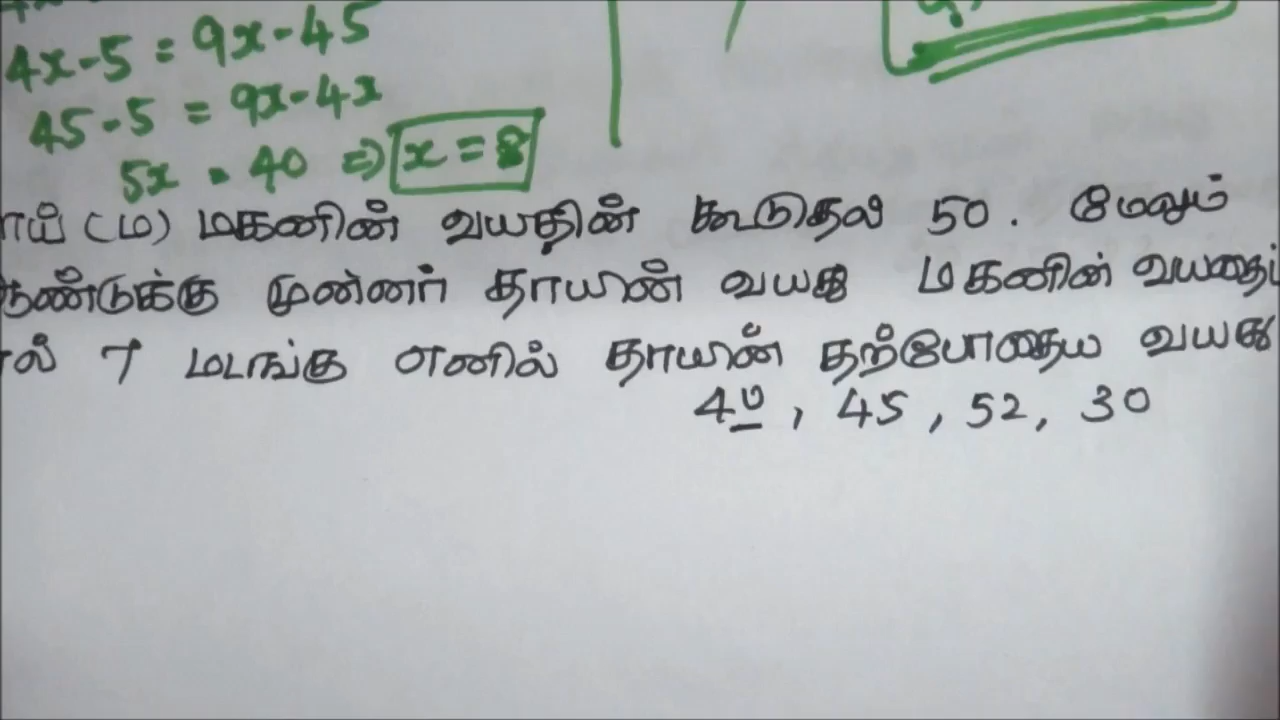 4x-5 = 9x-45
45-5 = 9x-4x
5x = 40 ⇒ x = 8
ாய் (ம) மகனின் வயதின் கூடுதல் 50. மேலும்
முன்னர் தாயின் வயது மகனின் வயதைப்
ல் 7 மடங்கு எனில் தாயின் தற்போதைய வயது
40, 45, 52, 30